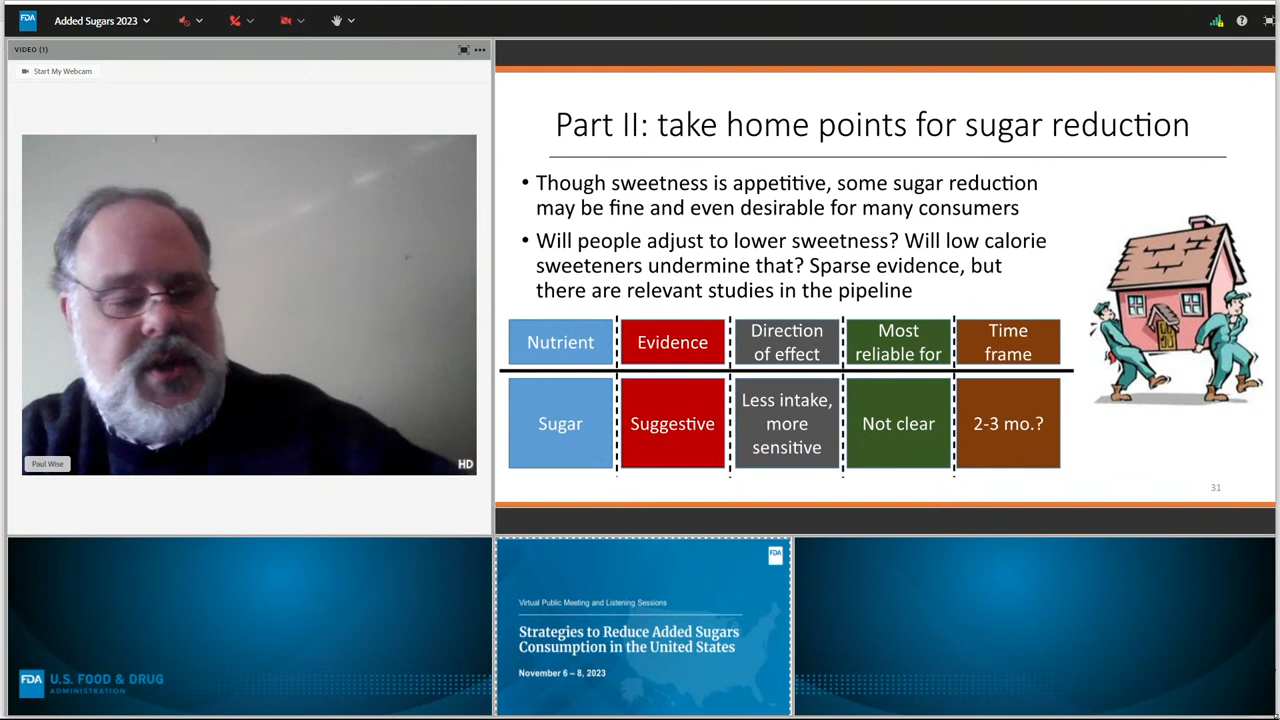 FDA
Added Sugars 2023
VIDEO (1)
Start My Webcam
Paul Wise
HD
Part II: take home points for sugar reduction
• Though sweetness is appetitive, some sugar reduction
may be fine and even desirable for many consumers
• Will people adjust to lower sweetness? Will low calorie
sweeteners undermine that? Sparse evidence, but
there are relevant studies in the pipeline
Nutrient
Evidence
Direction
of effect
Most
reliable for
Time
frame
Sugar
Suggestive
Less intake,
more
sensitive
Not clear
2-3 mo.?
31
FDA U.S. FOOD & DRUG
ADMINISTRATION
FDA
Virtual Public Meeting and Listening Sessions
Strategies to Reduce Added Sugars
Consumption in the United States
November 6 – 8, 2023